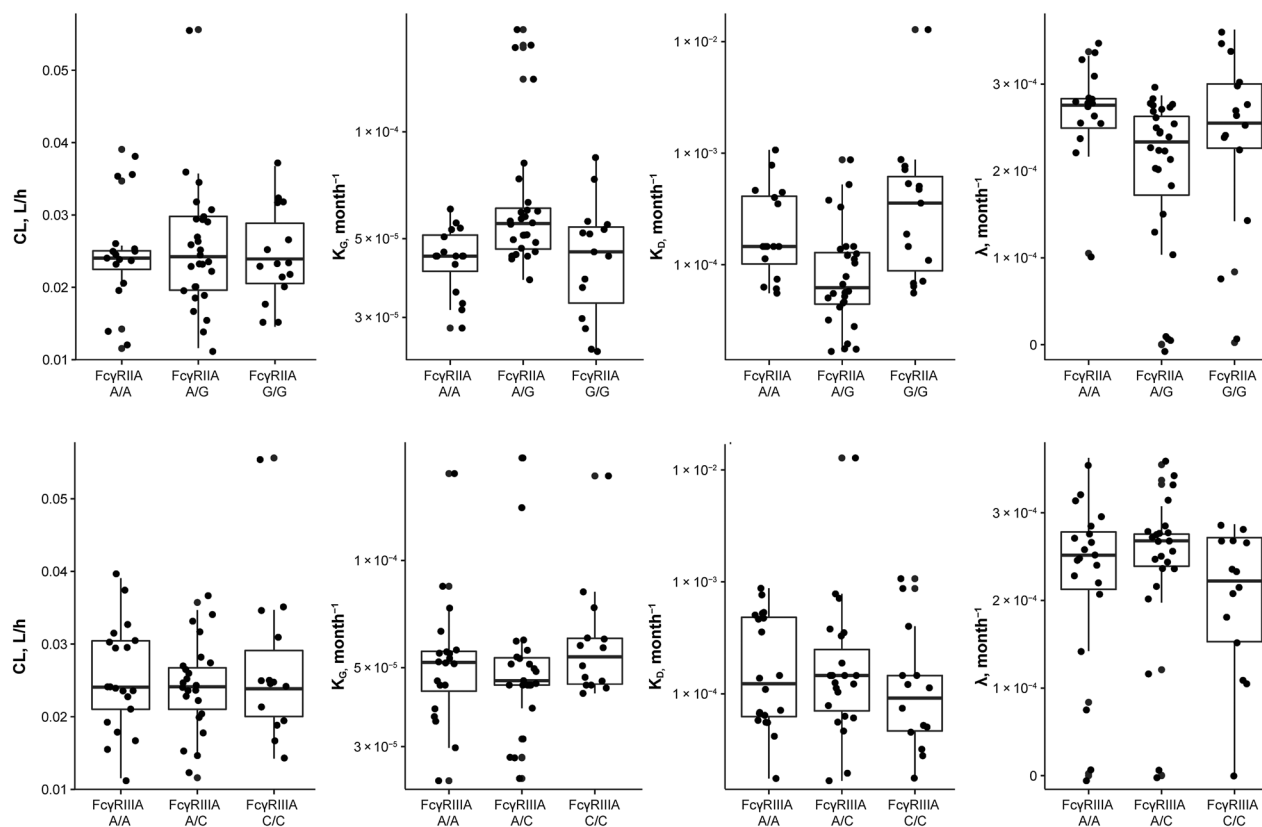 CL, L/h
0.05
0.04
0.03
0.02
0.01
FcγRIIA
A/A
FcγRIIA
A/G
FcγRIIA
G/G
K_G, month⁻¹
1 × 10⁻⁴
5 × 10⁻⁵
3 × 10⁻⁵
FcγRIIA
A/A
FcγRIIA
A/G
FcγRIIA
G/G
K_D, month⁻¹
1 × 10⁻²
1 × 10⁻³
1 × 10⁻⁴
FcγRIIA
A/A
FcγRIIA
A/G
FcγRIIA
G/G
λ, month⁻¹
3 × 10⁻⁴
2 × 10⁻⁴
1 × 10⁻⁴
0
FcγRIIA
A/A
FcγRIIA
A/G
FcγRIIA
G/G
CL, L/h
0.05
0.04
0.03
0.02
0.01
FcγRIIIA
A/A
FcγRIIIA
A/C
FcγRIIIA
C/C
K_G, month⁻¹
1 × 10⁻⁴
5 × 10⁻⁵
3 × 10⁻⁵
FcγRIIIA
A/A
FcγRIIIA
A/C
FcγRIIIA
C/C
K_D, month⁻¹
1 × 10⁻²
1 × 10⁻³
1 × 10⁻⁴
FcγRIIIA
A/A
FcγRIIIA
A/C
FcγRIIIA
C/C
λ, month⁻¹
3 × 10⁻⁴
2 × 10⁻⁴
1 × 10⁻⁴
0
FcγRIIIA
A/A
FcγRIIIA
A/C
FcγRIIIA
C/C